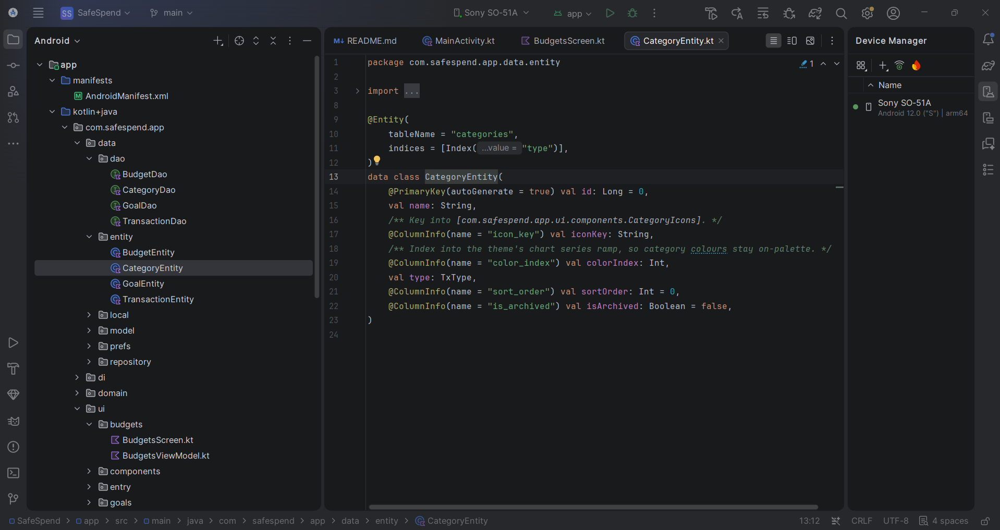 SS SafeSpend
main
Sony SO-51A
app
Android
app
manifests
AndroidManifest.xml
kotlin+java
com.safespend.app
data
dao
BudgetDao
CategoryDao
GoalDao
TransactionDao
entity
BudgetEntity
CategoryEntity
GoalEntity
TransactionEntity
local
model
prefs
repository
di
domain
ui
budgets
BudgetsScreen.kt
BudgetsViewModel.kt
components
entry
goals
README.md
MainActivity.kt
BudgetsScreen.kt
CategoryEntity.kt
1 package com.safespend.app.data.entity
2
3 import ...
8
9 @Entity(
10 tableName = "categories",
11 indices = [Index( ...value = "type")],
12 )
13 data class CategoryEntity(
14 @PrimaryKey(autoGenerate = true) val id: Long = 0,
15 val name: String,
16 /** Key into [com.safespend.app.ui.components.CategoryIcons]. */
17 @ColumnInfo(name = "icon_key") val iconKey: String,
18 /** Index into the theme's chart series ramp, so category colours stay on-palette. */
19 @ColumnInfo(name = "color_index") val colorIndex: Int,
20 val type: TxType,
21 @ColumnInfo(name = "sort_order") val sortOrder: Int = 0,
22 @ColumnInfo(name = "is_archived") val isArchived: Boolean = false,
23 )
24
1
Device Manager
Name
Sony SO-51A
Android 12.0 ("S") | arm64
SafeSpend > app > src > main > java > com > safespend > app > data > entity > CategoryEntity
13:12
CRLF
UTF-8
4 spaces